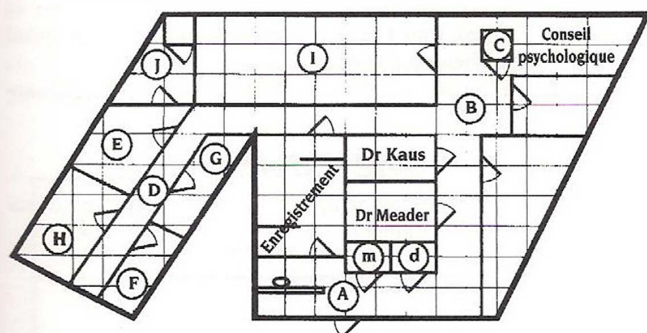 C
Conseil
psychologique
J
I
B
E
G
Dr Kaus
D
Dr Meader
Enregistrement
H
F
m
d
A